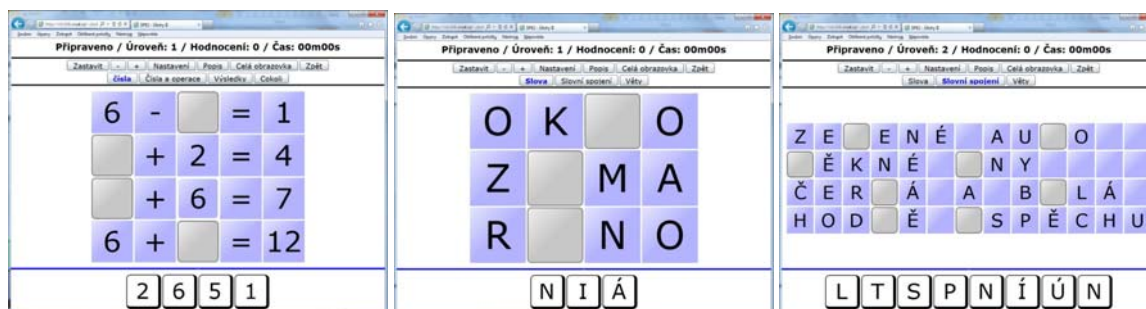 Připraveno / Úroveň: 1 / Hodnocení: 0 / Čas: 00m00s
Zastavit - + Nastavení Popis Celá obrazovka Zpět
čísla Čísla a operace Výsledky Cokoli
6 - = 1
+ 2 = 4
+ 6 = 7
6 + = 12
2 6 5 1
Připraveno / Úroveň: 1 / Hodnocení: 0 / Čas: 00m00s
Zastavit - + Nastavení Popis Celá obrazovka Zpět
Slova Slovní spojení Věty
O K O
Z M A
R N O
N I Á
Připraveno / Úroveň: 2 / Hodnocení: 0 / Čas: 00m00s
Zastavit - + Nastavení Popis Celá obrazovka Zpět
Slova Slovní spojení Věty
Z E E N É A U O
Ě K N É N Y
Č E R Á A B L Á
H O D Ě S P Ě C H U
L T S P N Í Ú N